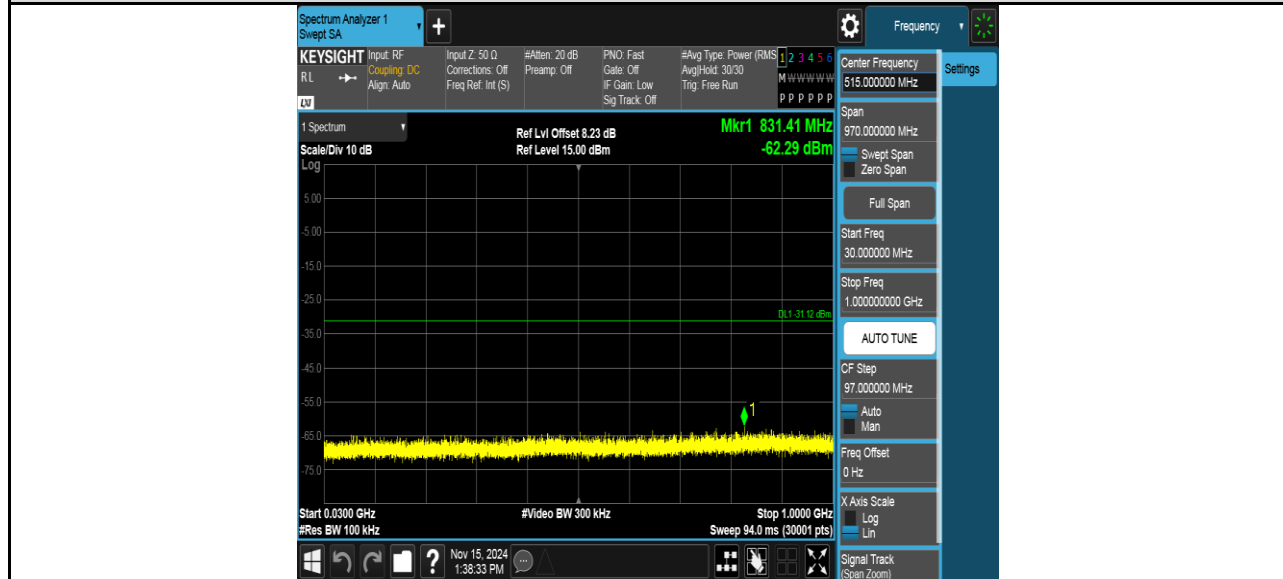 Spectrum Analyzer 1
Swept SA
+
Frequency
KEYSIGHT
RL
LXI
Input: RF
Coupling: DC
Align: Auto
Input Z: 50 Ω
Corrections: Off
Freq Ref: Int (S)
#Atten: 20 dB
Preamp: Off
PNO: Fast
Gate: Off
IF Gain: Low
Sig Track: Off
#Avg Type: Power (RMS
Avg|Hold: 30/30
Trig: Free Run
1 2 3 4 5 6
M W W W W W
P P P P P P
1 Spectrum
Scale/Div 10 dB
Ref Lvl Offset 8.23 dB
Ref Level 15.00 dBm
Mkr1 831.41 MHz
-62.29 dBm
Log
5.00
-5.00
-15.0
-25.0
DL1 -31.12 dBm
-35.0
-45.0
-55.0
1
-65.0
-75.0
Start 0.0300 GHz
#Video BW 300 kHz
Stop 1.0000 GHz
#Res BW 100 kHz
Sweep 94.0 ms (30001 pts)
?
Nov 15, 2024
1:38:33 PM
Center Frequency
515.000000 MHz
Settings
Span
970.000000 MHz
Swept Span
Zero Span
Full Span
Start Freq
30.000000 MHz
Stop Freq
1.000000000 GHz
AUTO TUNE
CF Step
97.000000 MHz
Auto
Man
Freq Offset
0 Hz
X Axis Scale
Log
Lin
Signal Track
(Span Zoom)